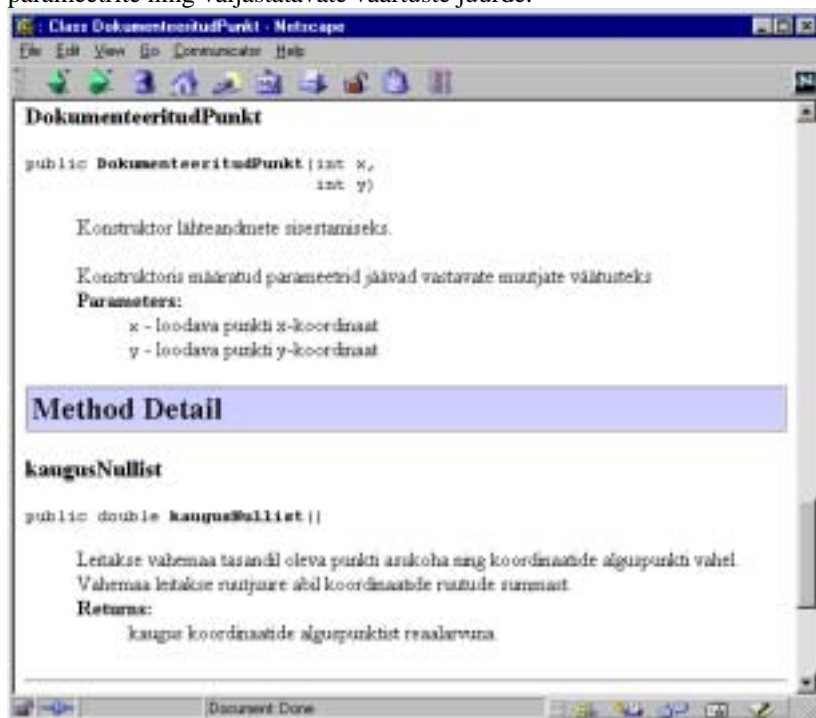 parameetrite ning väljastatavate väärtuste juurde.
: Class DokumenteeritudPunkt - Netscape
File Edit View Go Communicator Help
DokumenteeritudPunkt
public DokumenteeritudPunkt(int x,
int y)
Konstruktor lähteandmete sisestamiseks.
Konstruktoris määratud parameetrid jäävad vastavate muutjate väätusteks
Parameters:
x - loodava punkti x-koordinaat
y - loodava punkti y-koordinaat
Method Detail
kaugusNullist
public double kaugusNullist()
Leitakse vahemaa tasandil oleva punkti asukoha ning koordinaatide alguspunkti vahel.
Vahemaa leitakse ruutjuure abil koordinaatide ruutude summast.
Returns:
kaugus koordinaatide alguspunktist reaalarvuna.
Document: Done